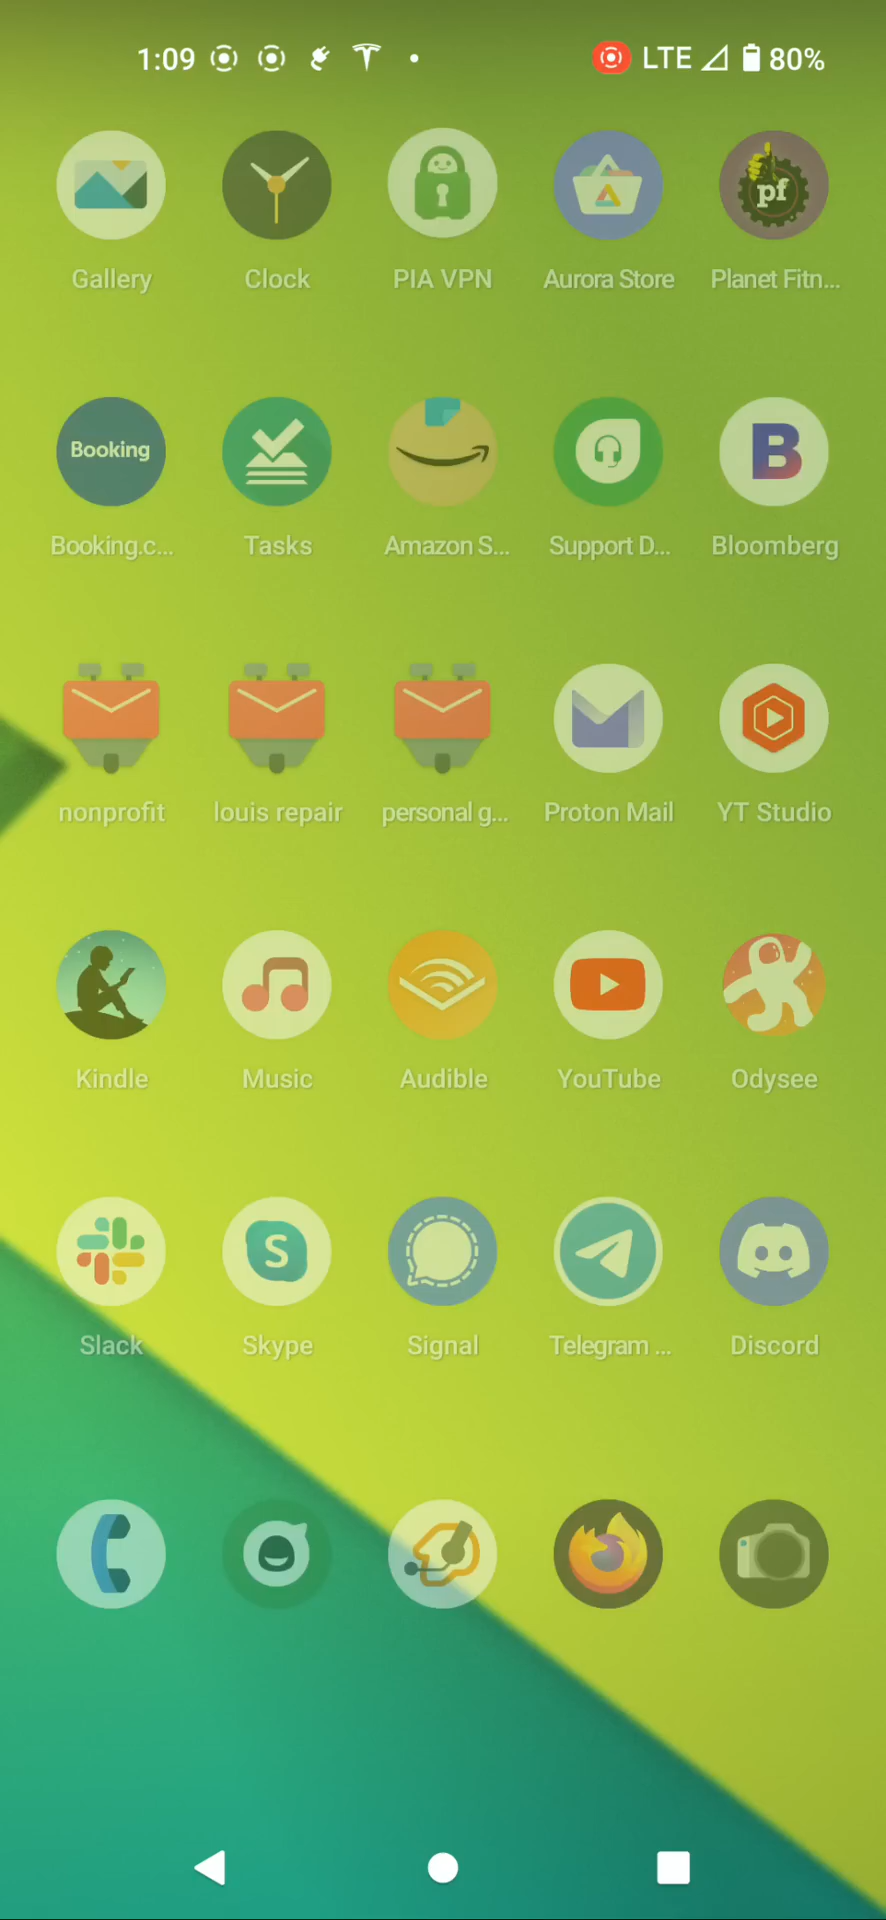 1:09 LTE 80%
pf
Gallery Clock PIA VPN Aurora Store Planet Fitn...
Booking B
Booking.c... Tasks Amazon S... Support D... Bloomberg
nonprofit louis repair personal g... Proton Mail YT Studio
Kindle Music Audible YouTube Odysee
S
Slack Skype Signal Telegram ... Discord